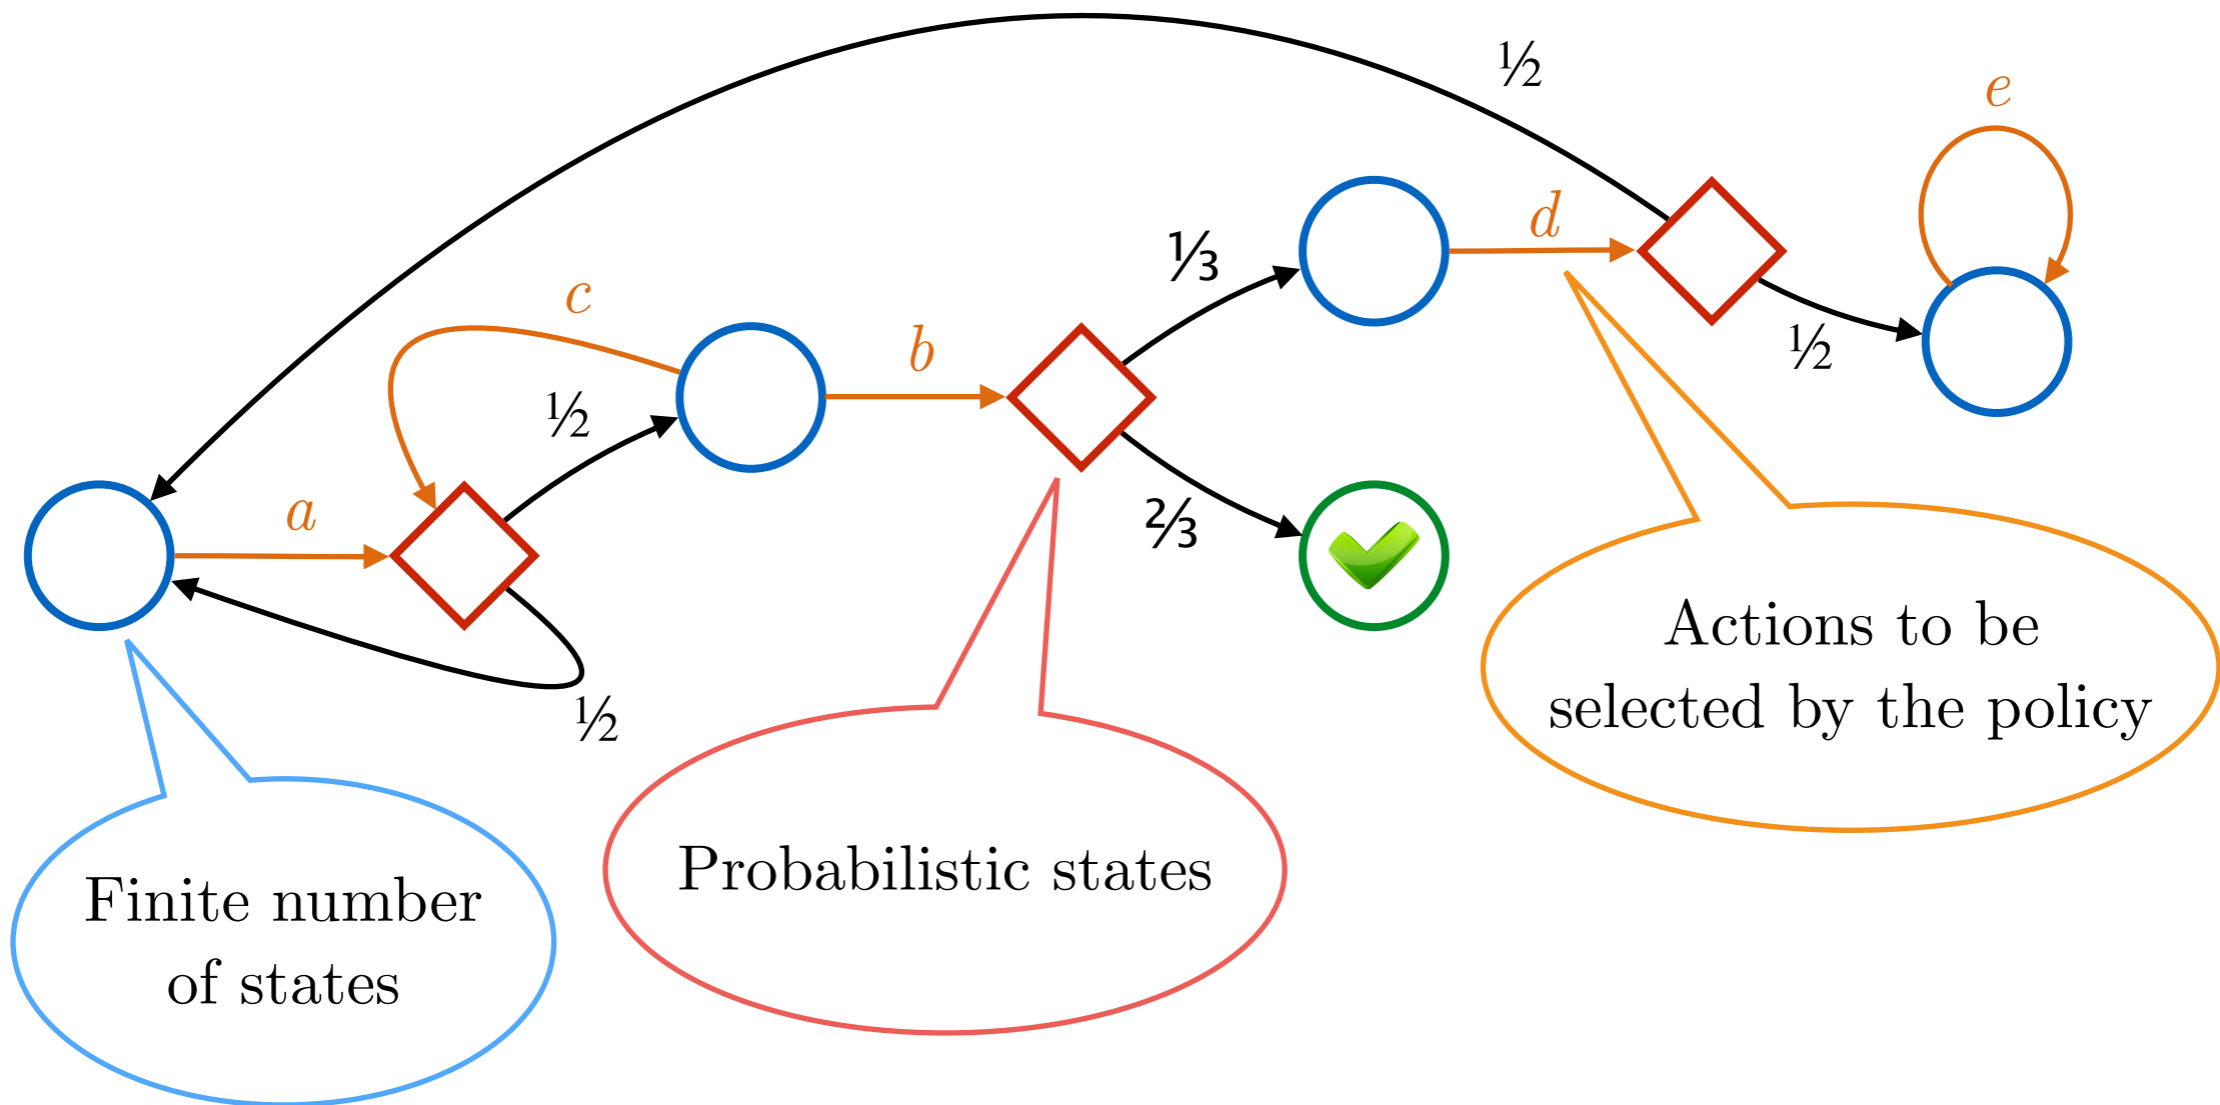 ½
e
d
⅓
c
b
½
½
a
⅔
½
Actions to be
selected by the policy
Probabilistic states
Finite number
of states